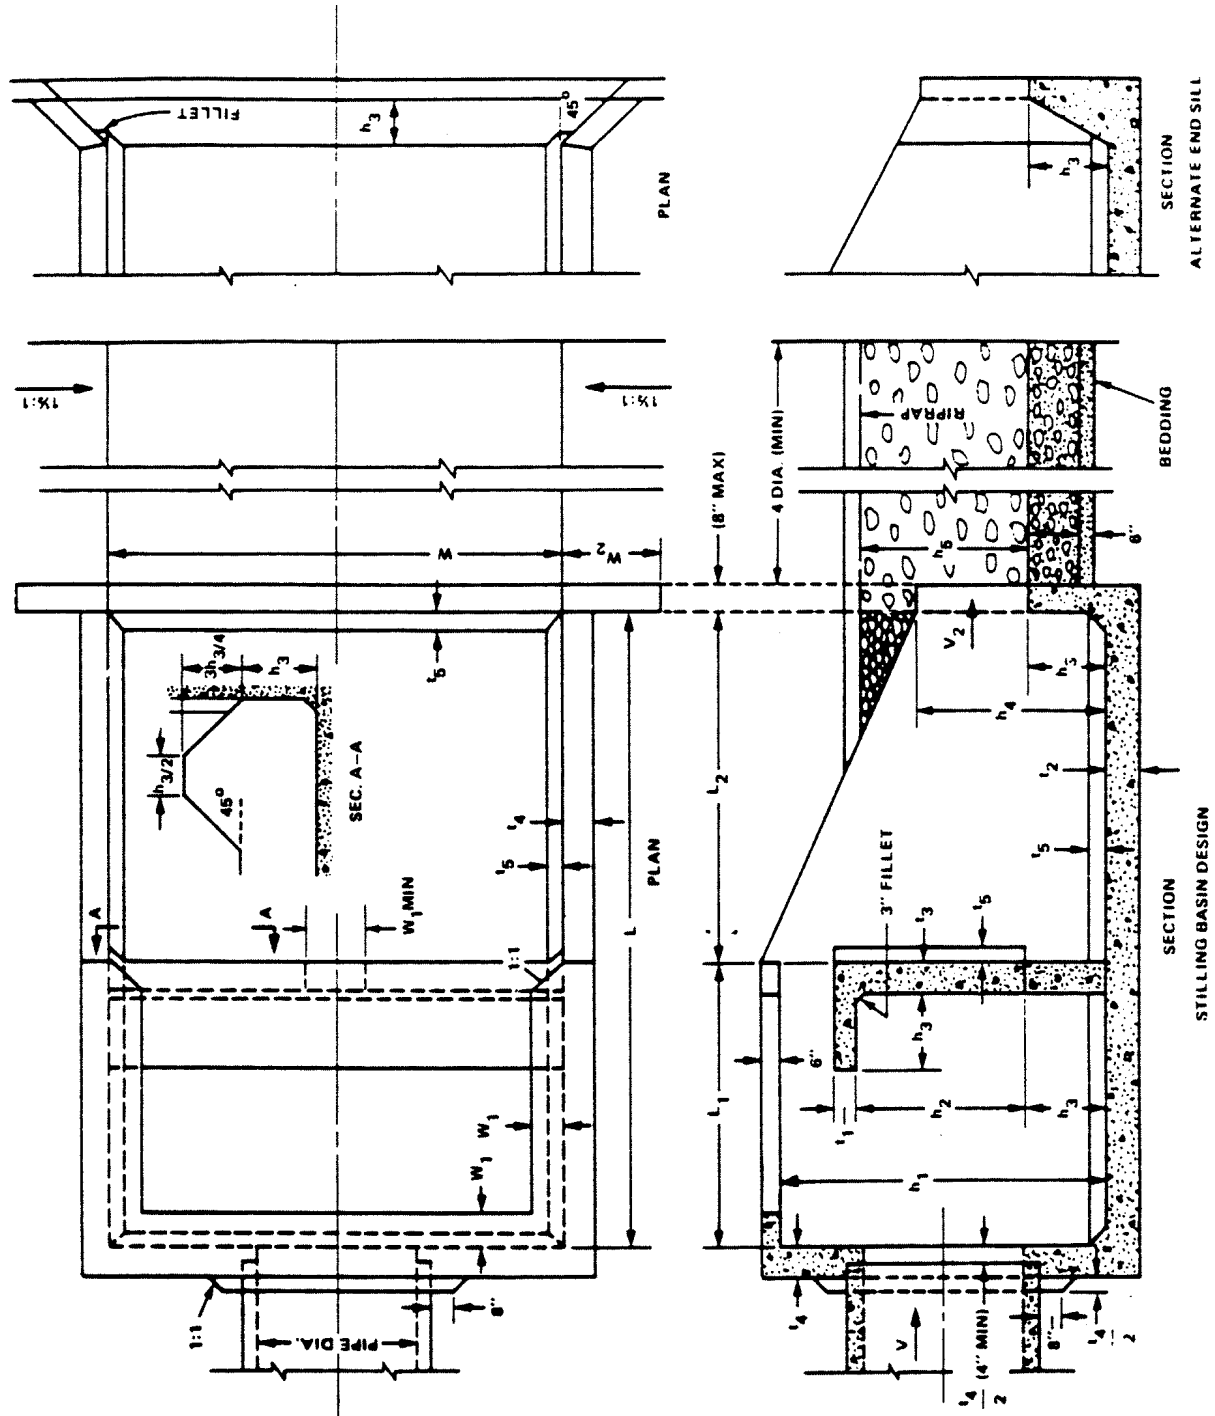 FILLET
h3
45°
PLAN
h3
SECTION
ALTERNATE END SILL
1½:1
1½:1
W
W2
(8" MAX)
4 DIA. (MIN)
RIPRAP
BEDDING
6"
h5
3h3/4
h3
h3/2
45°
SEC. A-A
t5
t4
t5
A
A
W1 MIN
1:1
L
PLAN
W1
W1
1:1
PIPE DIA.
8"
L2
V2
h3
h4
t2
t5
3" FILLET
t3
t5
L1
6"
h3
t1
h2
h3
h1
t4
V
t4 (4" MIN)
2
8"
t4
2
SECTION
STILLING BASIN DESIGN